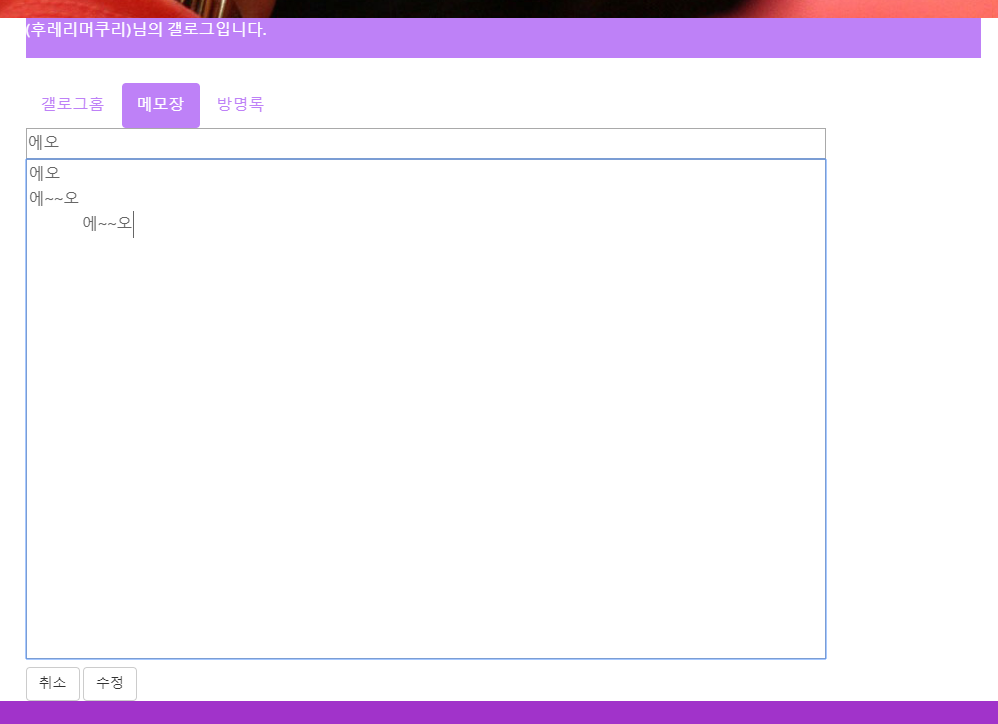 (후레리머쿠리)님의 갤로그입니다.
갤로그홈 메모장 방명록
에오
에오
에~~오
에~~오
취소 수정